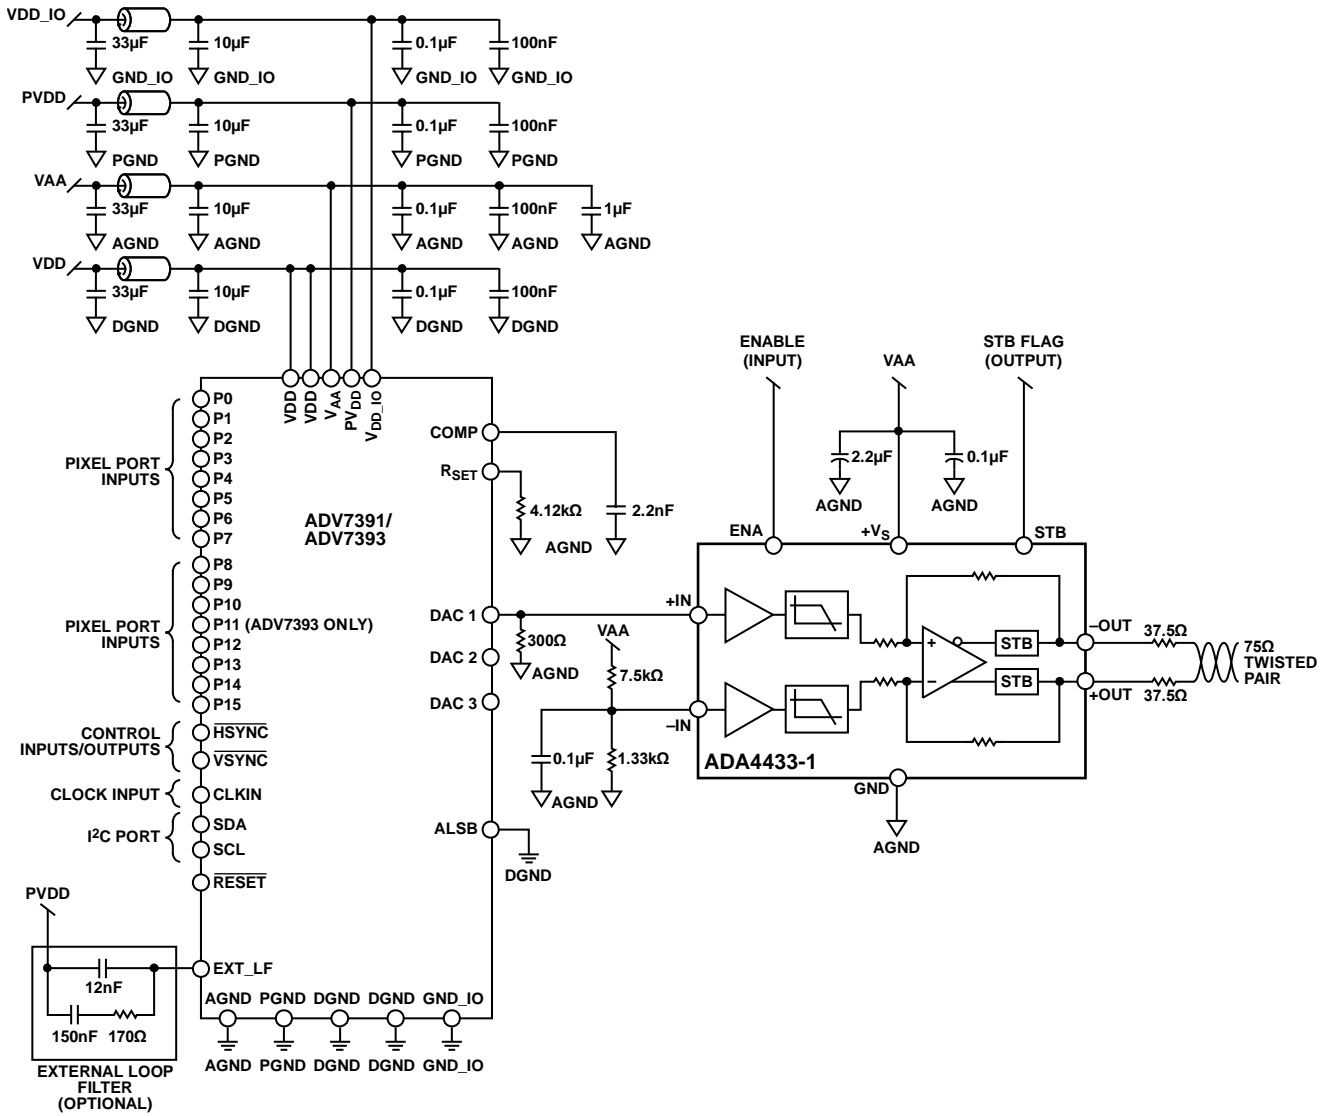 VDD_IO
33µF
10µF
0.1µF
100nF
GND_IO
GND_IO
GND_IO
GND_IO
PVDD
33µF
10µF
0.1µF
100nF
PGND
PGND
PGND
PGND
VAA
33µF
10µF
0.1µF
100nF
1µF
AGND
AGND
AGND
AGND
AGND
VDD
33µF
10µF
0.1µF
100nF
DGND
DGND
DGND
DGND
VDD
VDD
VAA
PVDD
VDD_IO
PIXEL PORT
INPUTS
P0
P1
P2
P3
P4
P5
P6
P7
PIXEL PORT
INPUTS
P8
P9
P10
P11 (ADV7393 ONLY)
P12
P13
P14
P15
CONTROL
INPUTS/OUTPUTS
HSYNC
VSYNC
CLOCK INPUT
CLKIN
I2C PORT
SDA
SCL
RESET
PVDD
EXT_LF
12nF
150nF
170Ω
EXTERNAL LOOP
FILTER
(OPTIONAL)
ADV7391/
ADV7393
AGND
PGND
DGND
DGND
GND_IO
AGND
PGND
DGND
DGND
GND_IO
COMP
RSET
4.12kΩ
2.2nF
AGND
DAC 1
DAC 2
DAC 3
300Ω
AGND
VAA
7.5kΩ
0.1µF
1.33kΩ
AGND
ALSB
DGND
ENABLE
(INPUT)
VAA
STB FLAG
(OUTPUT)
2.2µF
0.1µF
AGND
AGND
ENA
+VS
STB
+IN
–IN
+
–
STB
STB
–OUT
+OUT
37.5Ω
37.5Ω
75Ω
TWISTED
PAIR
ADA4433-1
GND
AGND